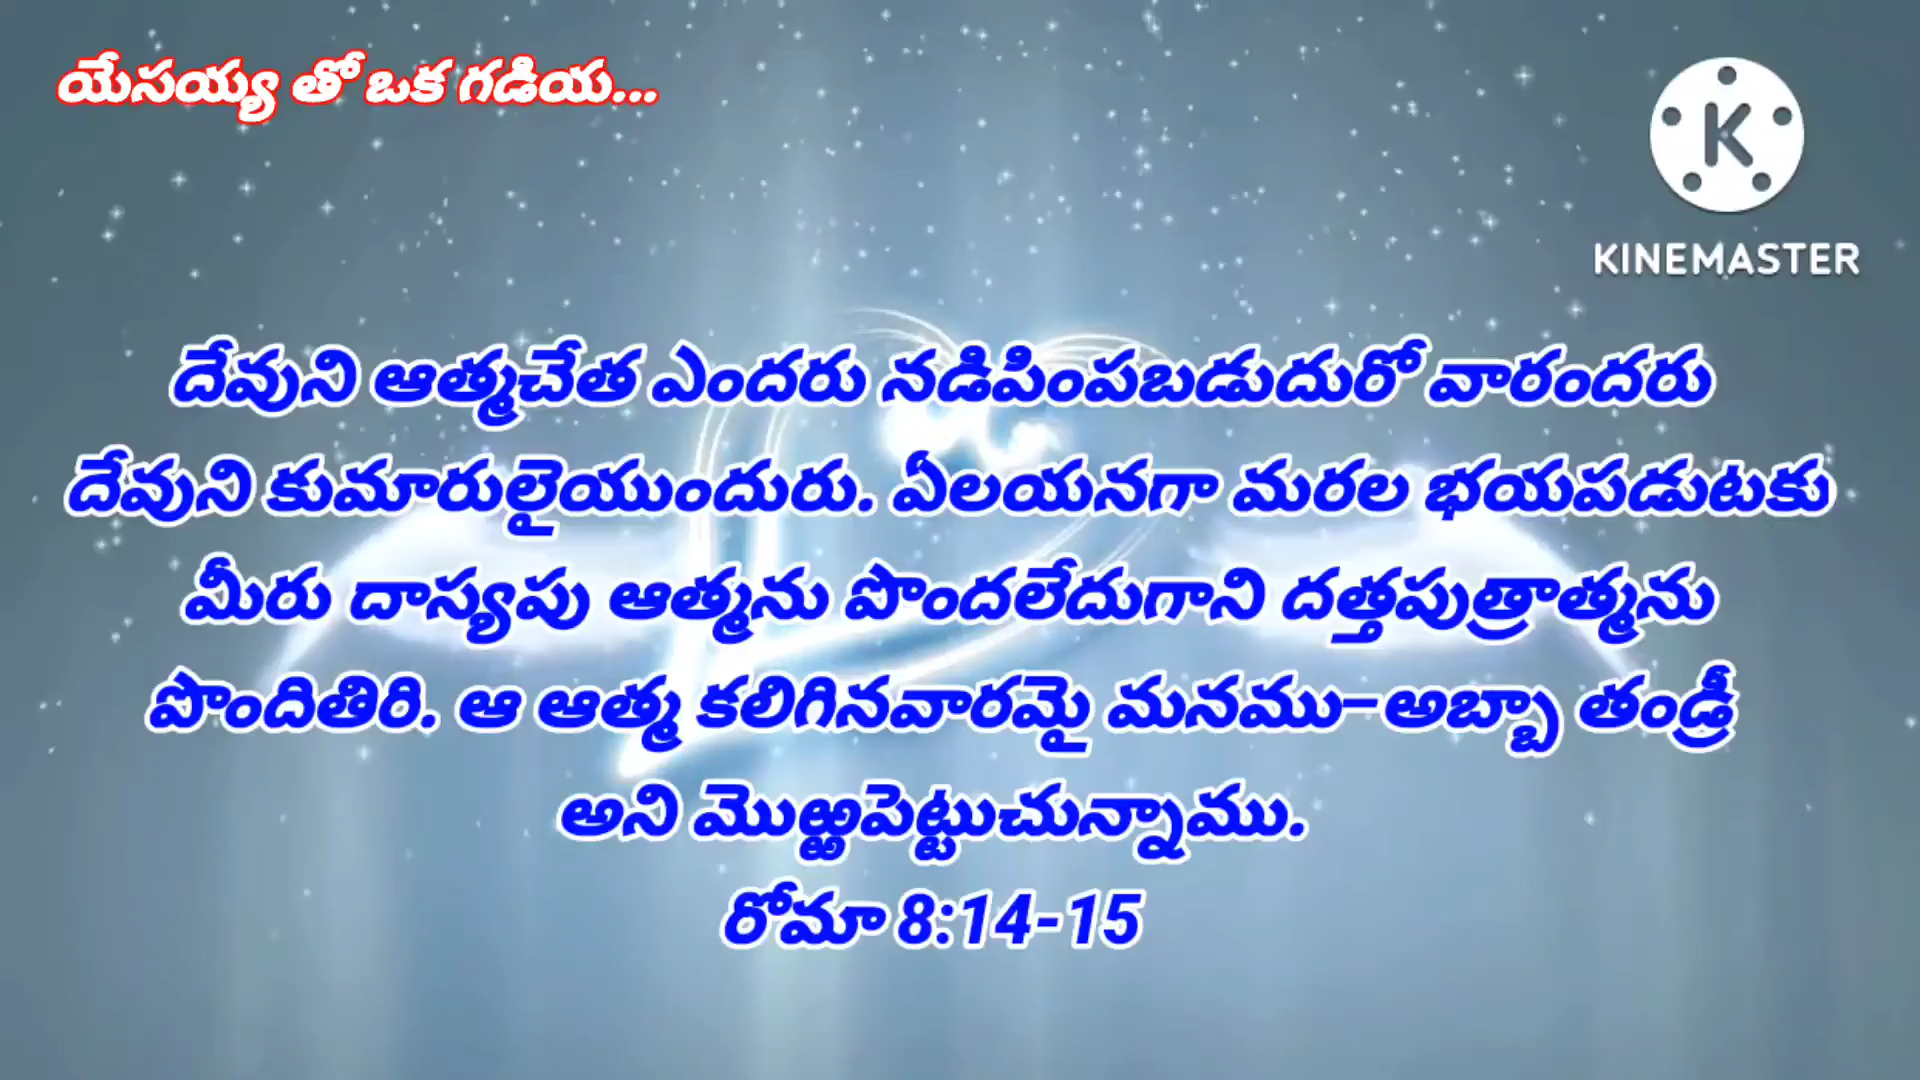 యేసయ్య తో ఒక గడియ...
KINEMASTER
దేవుని ఆత్మచేత ఎందరు నడిపింపబడుదురో వారందరు
దేవుని కుమారులైయుందురు. ఏలయనగా మరల భయపడుటకు
మీరు దాస్యపు ఆత్మను పొందలేదుగాని దత్తపుత్రాత్మను
పొందితిరి. ఆ ఆత్మ కలిగినవారమై మనము-అబ్బా తండ్రీ
అని మొఱ్ఱపెట్టుచున్నాము.
రోమా 8:14-15